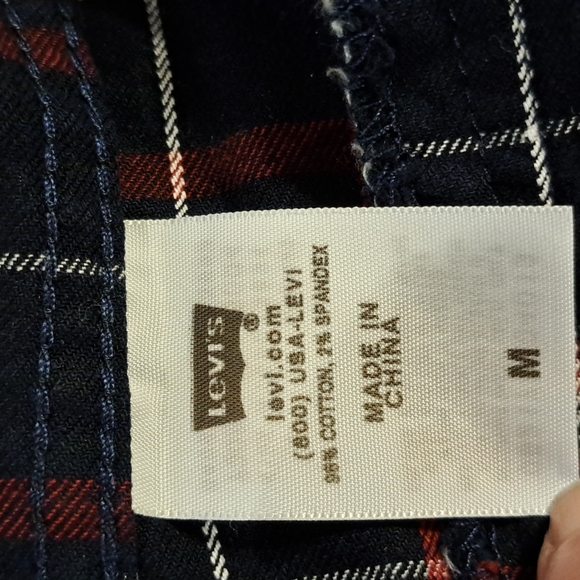 Levi's®
levi.com
(800) USA-LEVI
98% COTTON, 2% SPANDEX
MADE IN
CHINA
M